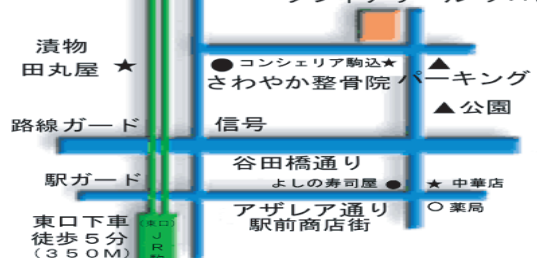 漬物
田丸屋 ★
● コンシェリア駒込★ ▲
さわやか整骨院 パーキング
▲公園
路線ガード
信号
谷田橋通り
駅ガード
よしの寿司屋 ● ★ 中華店
アザレア通り ○ 薬局
駅前商店街
東口下車
徒歩5分
(350M)
(東口)
JR